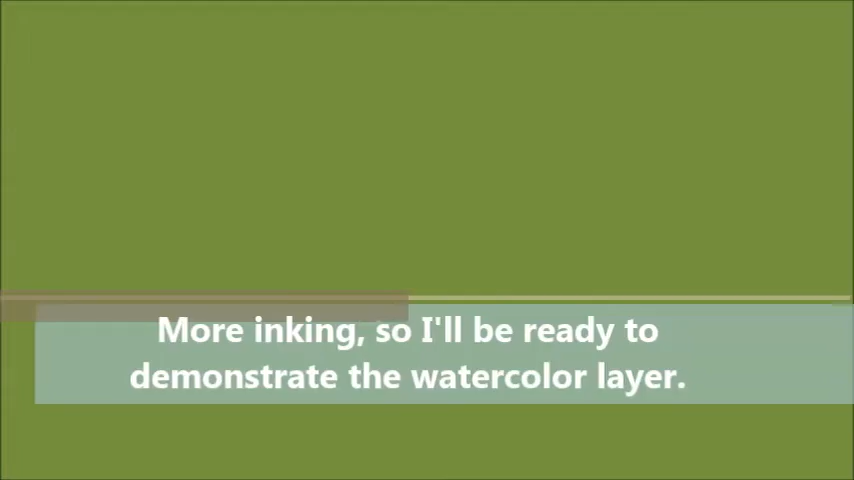 More inking, so I'll be ready to
demonstrate the watercolor layer.